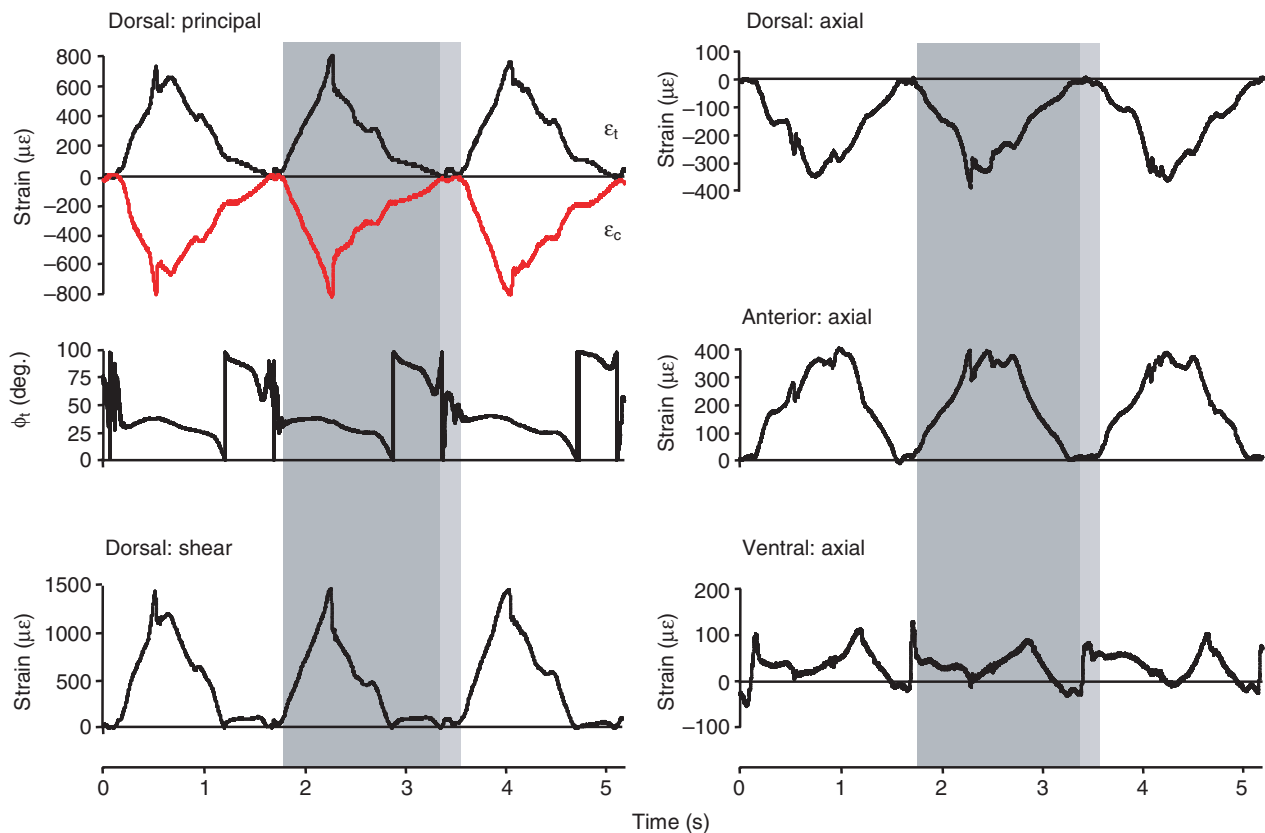 Dorsal: principal
800
600
400
200
0
–200
–400
–600
–800
Strain (με)
εt
εc
100
75
50
25
0
ϕt (deg.)
Dorsal: shear
1500
1000
500
0
Strain (με)
0 1 2 3 4 5
Dorsal: axial
100
0
–100
–200
–300
–400
Strain (με)
Anterior: axial
400
300
200
100
0
Strain (με)
Ventral: axial
200
100
0
–100
Strain (με)
0 1 2 3 4 5
Time (s)